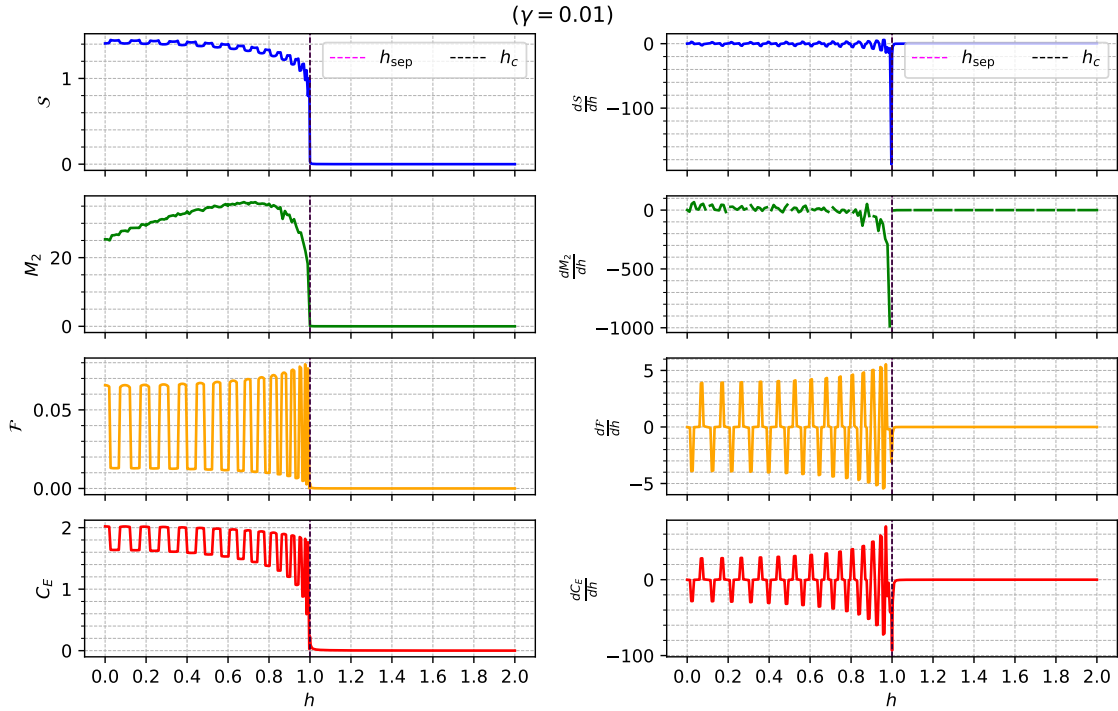 (γ = 0.01)
1
0
𝒮
h_sep
h_c
0
−100
d𝒮/dh
h_sep
h_c
20
0
M_2
0
−500
−1000
dM_2/dh
0.05
0.00
ℱ
5
0
−5
dℱ/dh
2
1
0
C_E
0.0 0.2 0.4 0.6 0.8 1.0 1.2 1.4 1.6 1.8 2.0
h
0
−100
dC_E/dh
0.0 0.2 0.4 0.6 0.8 1.0 1.2 1.4 1.6 1.8 2.0
h